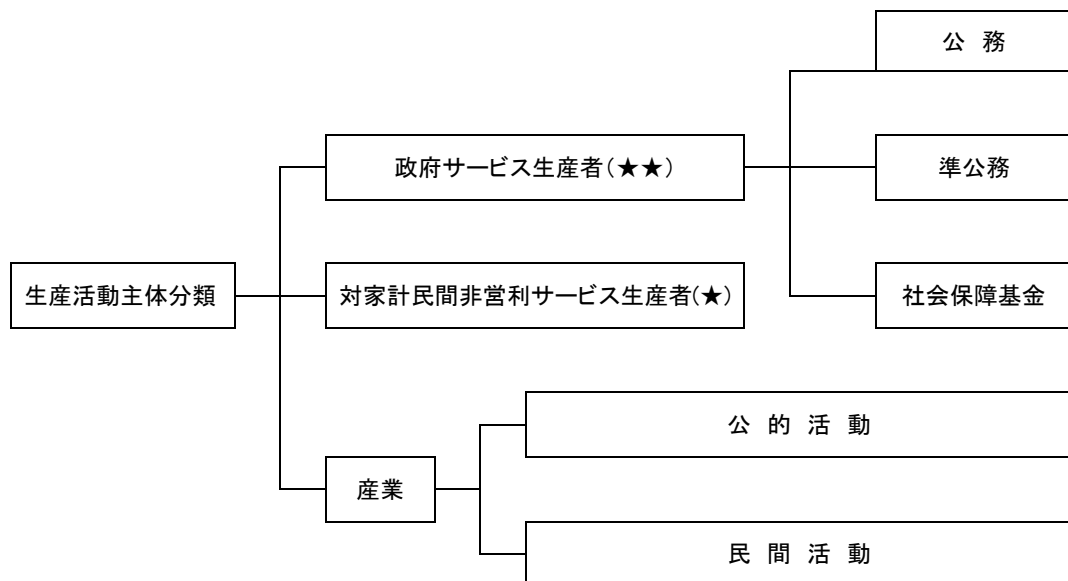 公 務
政府サービス生産者(★★)
準公務
生産活動主体分類
対家計民間非営利サービス生産者(★)
社会保障基金
公 的 活 動
産業
民 間 活 動